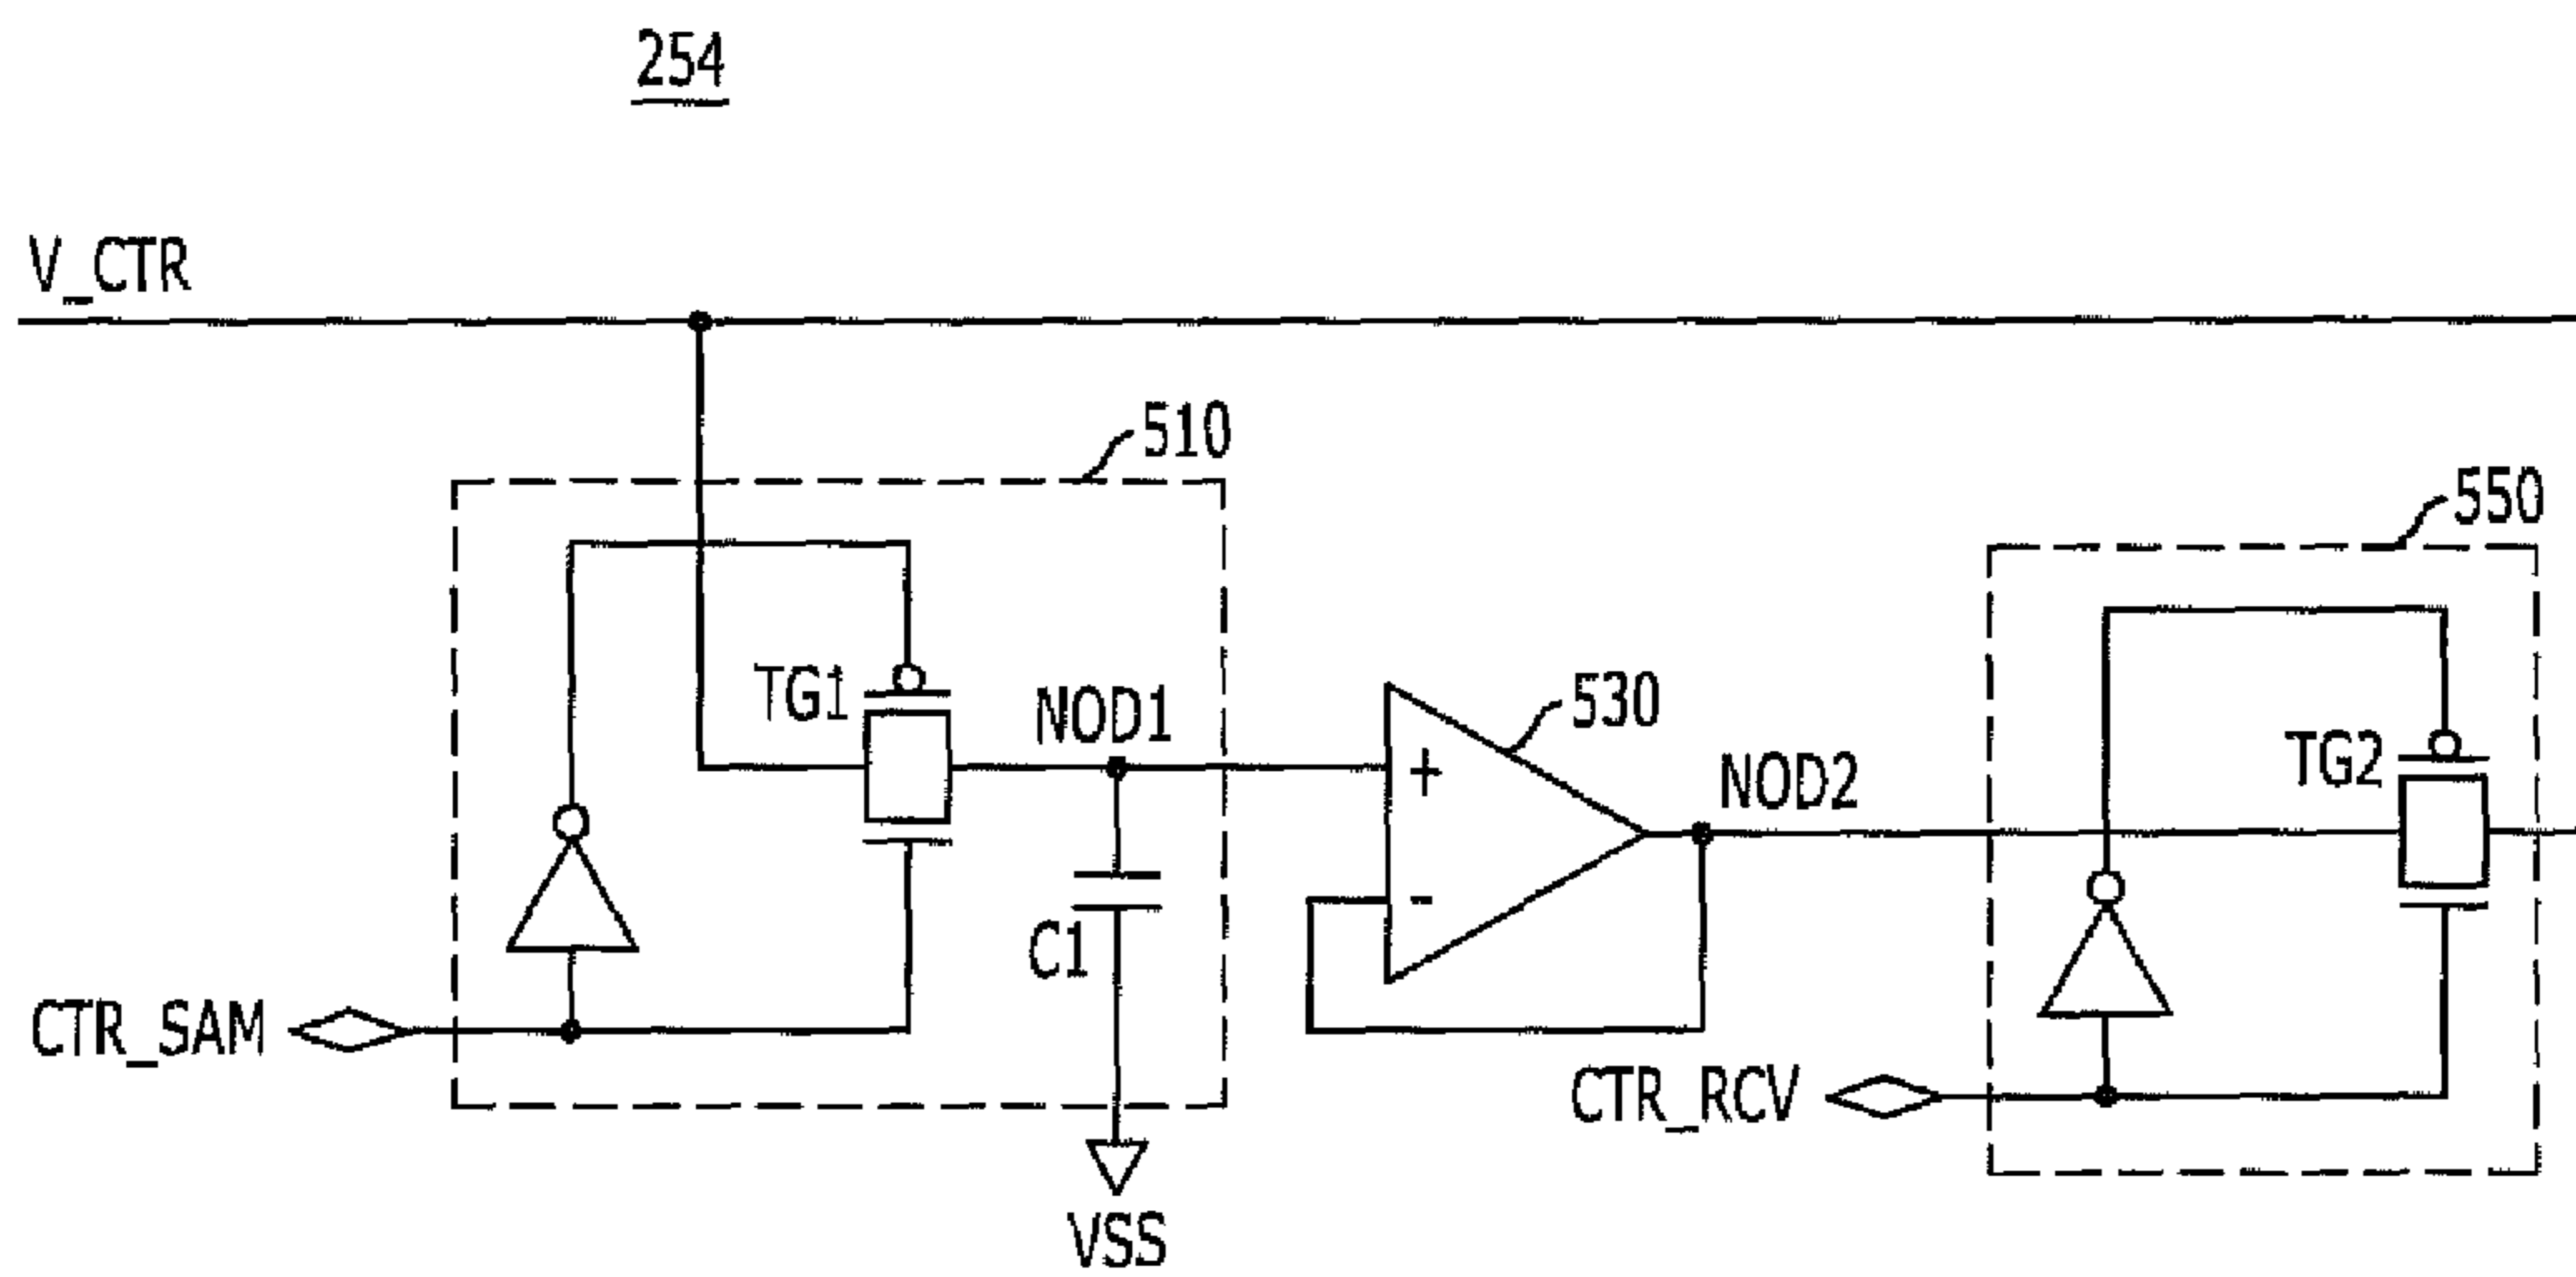 254
V_CTR
510
550
TG1
NOD1
530
NOD2
TG2
+
-
C1
CTR_SAM
CTR_RCV
VSS